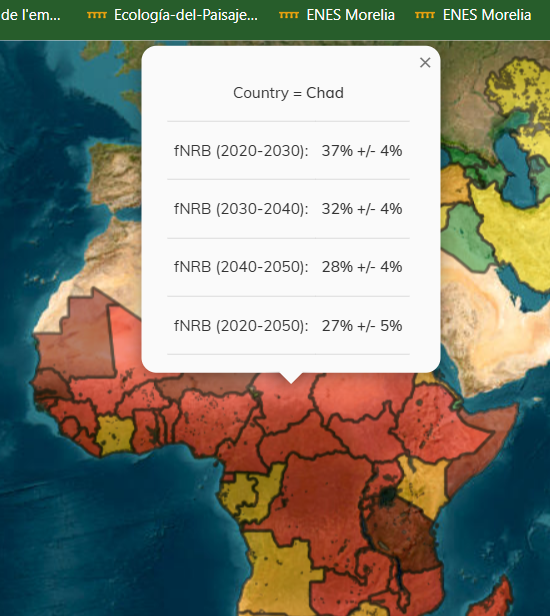 de l'em...
Ecología-del-Paisaje...
ENES Morelia
ENES Morelia
Country = Chad
fNRB (2020-2030): 37% +/- 4%
fNRB (2030-2040): 32% +/- 4%
fNRB (2040-2050): 28% +/- 4%
fNRB (2020-2050): 27% +/- 5%